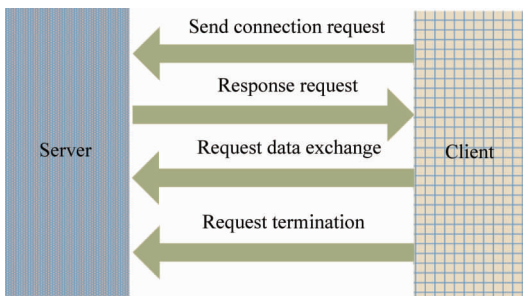 Send connection request
Response request
Server
Request data exchange
Client
Request termination